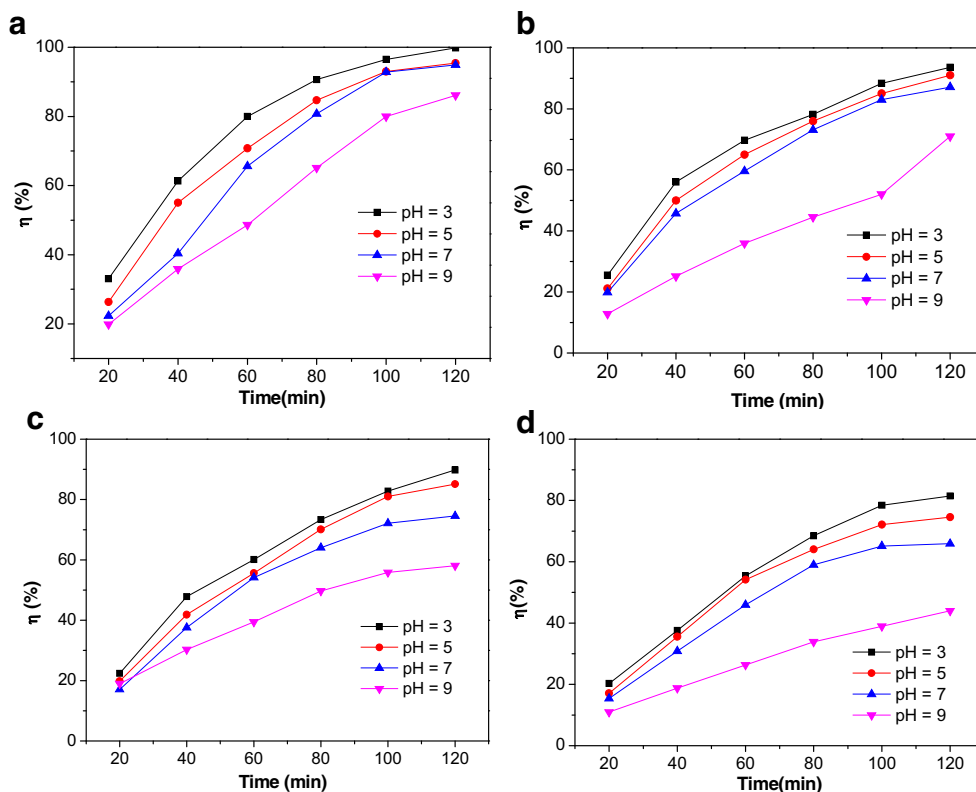 a
100
80
60
40
20
η (%)
pH = 3
pH = 5
pH = 7
pH = 9
20 40 60 80 100 120
Time(min)
b
100
80
60
40
20
0
η (%)
pH = 3
pH = 5
pH = 7
pH = 9
20 40 60 80 100 120
Time (min)
c
100
80
60
40
20
0
η (%)
pH = 3
pH = 5
pH = 7
pH = 9
20 40 60 80 100 120
Time (min)
d
100
80
60
40
20
0
η(%)
pH = 3
pH = 5
pH = 7
pH = 9
20 40 60 80 100 120
Time(min)